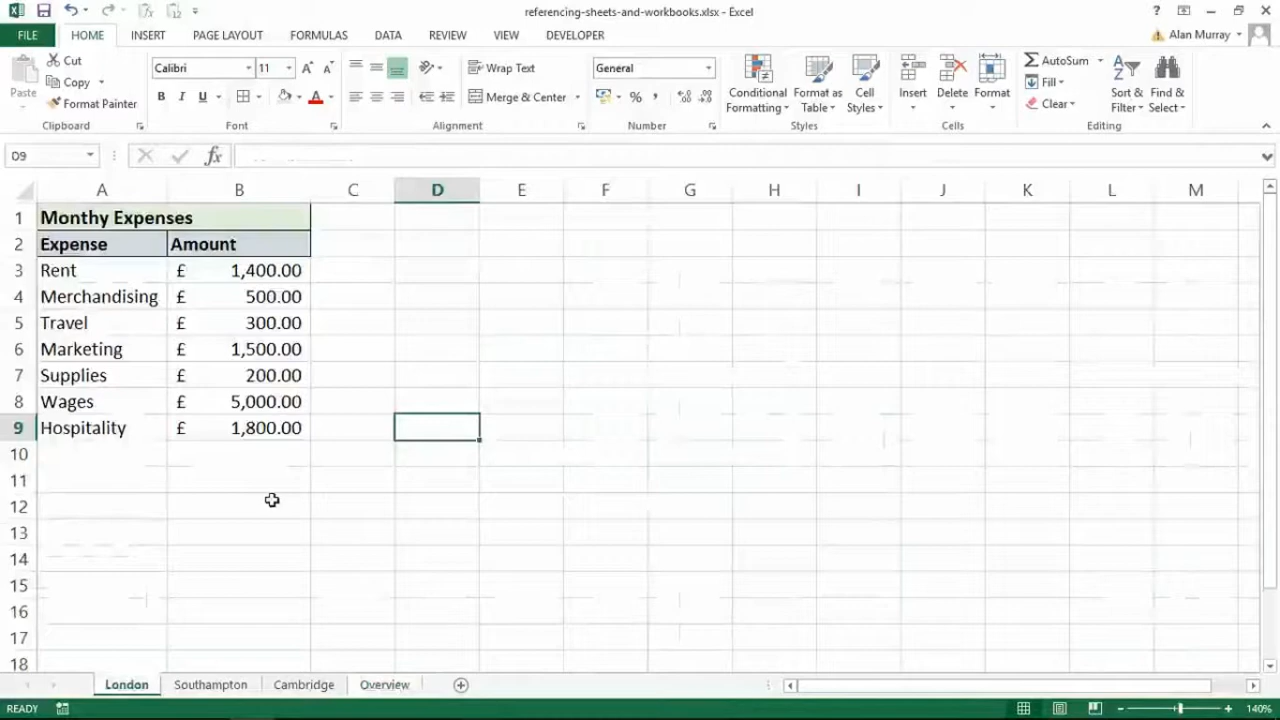 referencing-sheets-and-workbooks.xlsx - Excel
?
FILE HOME INSERT PAGE LAYOUT FORMULAS DATA REVIEW VIEW DEVELOPER Alan Murray
Paste
Cut
Copy
Format Painter
Clipboard
Calibri 11
B I U A
Font
Wrap Text
Merge & Center
Alignment
General
%
Number
Conditional Formatting
Format as Table
Cell Styles
Styles
Insert
Delete
Format
Cells
AutoSum
Fill
Clear
Sort & Filter
Find & Select
Editing
D9 fx
A B C D E F G H I J K L M
1 Monthy Expenses
2 Expense Amount
3 Rent £ 1,400.00
4 Merchandising £ 500.00
5 Travel £ 300.00
6 Marketing £ 1,500.00
7 Supplies £ 200.00
8 Wages £ 5,000.00
9 Hospitality £ 1,800.00
10
11
12
13
14
15
16
17
18
London Southampton Cambridge Overview
READY 140%